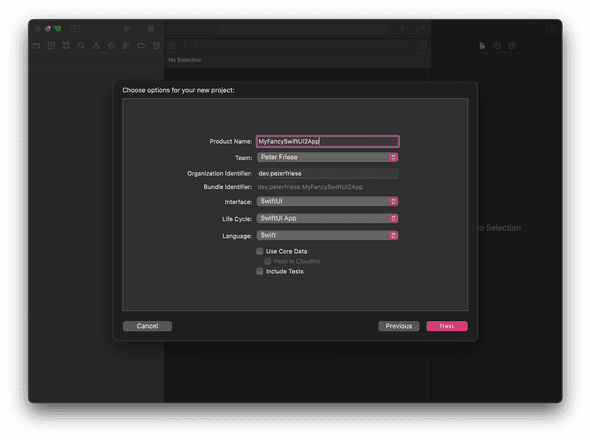 No Selection
Choose options for your new project:
Product Name: MyFancySwiftUI2App
Team: Peter Friese
Organization Identifier: dev.peterfriese
Bundle Identifier: dev.peterfriese.MyFancySwiftUI2App
Interface: SwiftUI
Life Cycle: SwiftUI App
Language: Swift
Use Core Data
Host in CloudKit
Include Tests
Selection
Cancel Previous Next